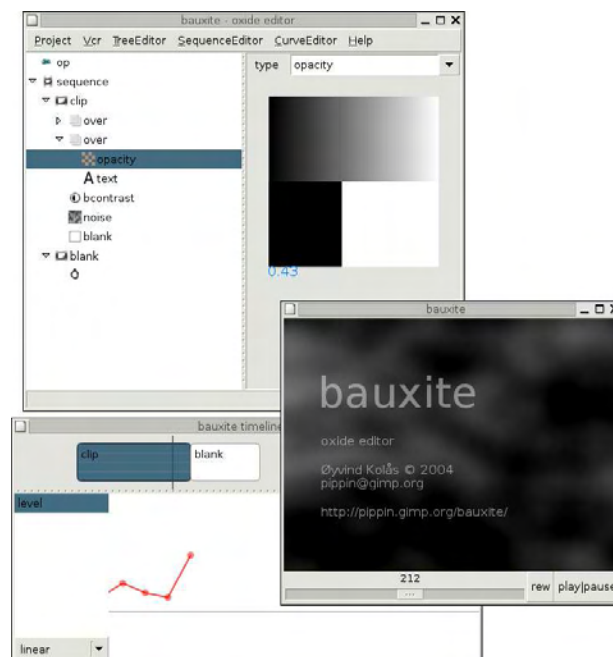 bauxite - oxide editor
Project Vcr TreeEditor SequenceEditor CurveEditor Help
op
sequence
clip
over
over
opacity
A text
bcontrast
noise
blank
blank
type opacity
0.43
bauxite
bauxite
oxide editor
Øyvind Kolås © 2004
pippin@gimp.org
http://pippin.gimp.org/bauxite/
212
rew play|pause
bauxite timeline
clip blank
level
linear